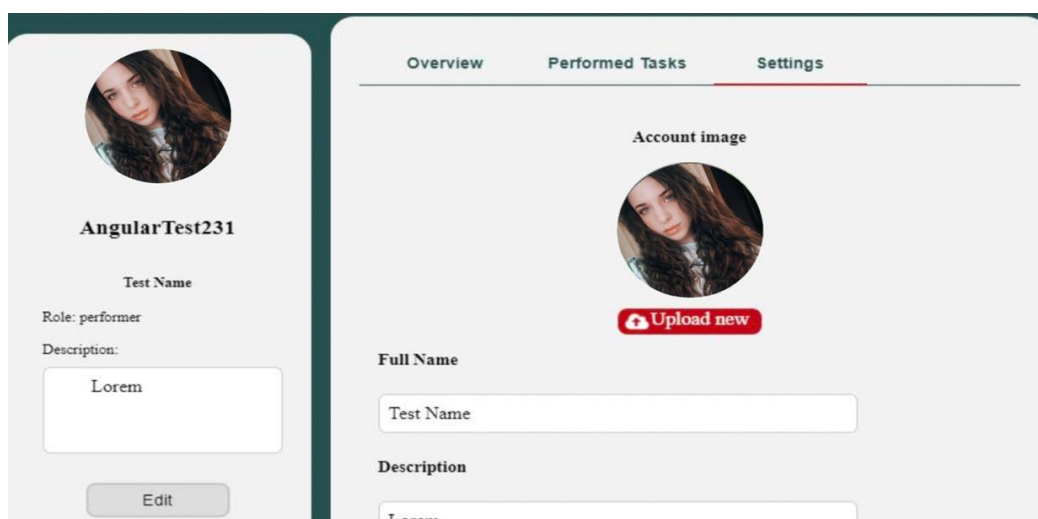 AngularTest231
Test Name
Role: performer
Description:
Lorem
Edit
Overview Performed Tasks Settings
Account image
Upload new
Full Name
Test Name
Description
Lorem